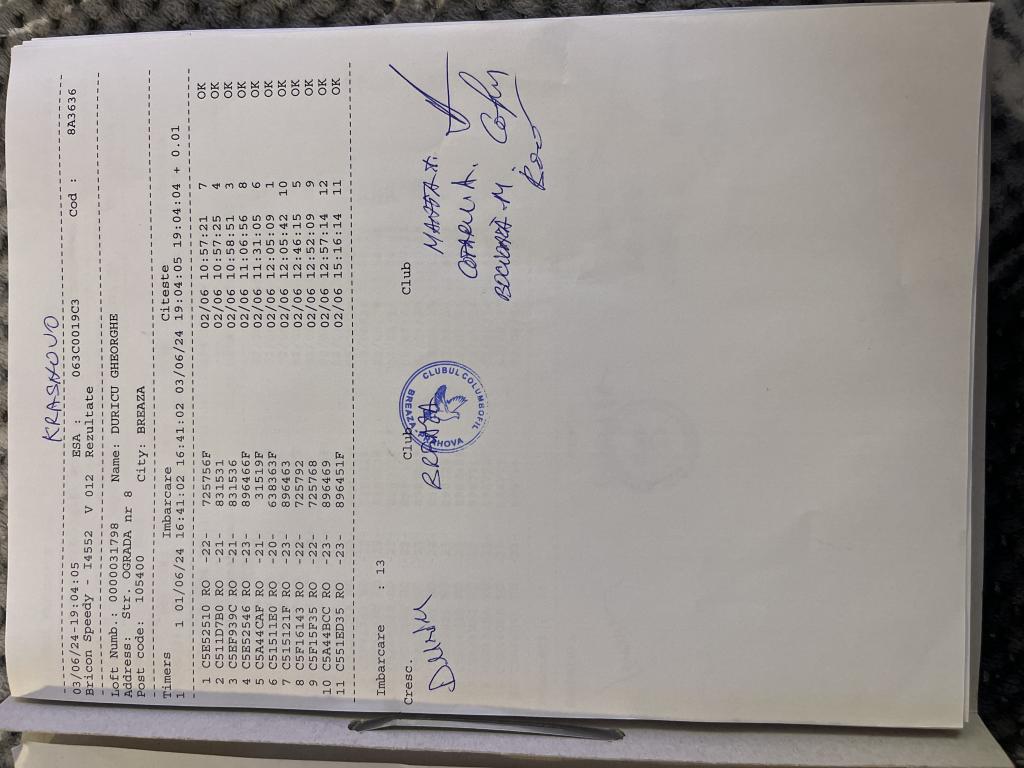 KRASNOVO
03/06/24-19:04:05 ESA : 063C0019C3 Cod : 8A3636
Bricon Speedy - I4552 V 012 Rezultate
Loft Numb.: 0000031798 Name: DURICU GHEORGHE
Address: Str. OGRADA nr 8
Post code: 105400 City: BREAZA
Timers Imbarcare Citeste
1 1 01/06/24 16:41:02 16:41:02 03/06/24 19:04:05 19:04:04 + 0.01
1 C5E52510 RO -22- 725756F 02/06 10:57:21 7 OK
2 C511D7B0 RO -21- 831531 02/06 10:57:25 4 OK
3 C5EF939C RO -21- 831536 02/06 10:58:51 3 OK
4 C5E52546 RO -23- 896466F 02/06 11:06:56 8 OK
5 C5A44CAF RO -21- 31519F 02/06 11:31:05 6 OK
6 C51511E0 RO -20- 638363F 02/06 12:05:09 1 OK
7 C515121F RO -23- 896463 02/06 12:05:42 10 OK
8 C5F16143 RO -22- 725792 02/06 12:46:15 5 OK
9 C5F15F35 RO -22- 725768 02/06 12:52:09 9 OK
10 C5A44BCC RO -23- 896469 02/06 12:57:14 12 OK
11 C551ED35 RO -23- 896451F 02/06 15:16:14 11 OK
Imbarcare : 13
Cresc. Club Club
BREAZA
CLUBUL COLUMBOFIL
BREAZA PRAHOVA